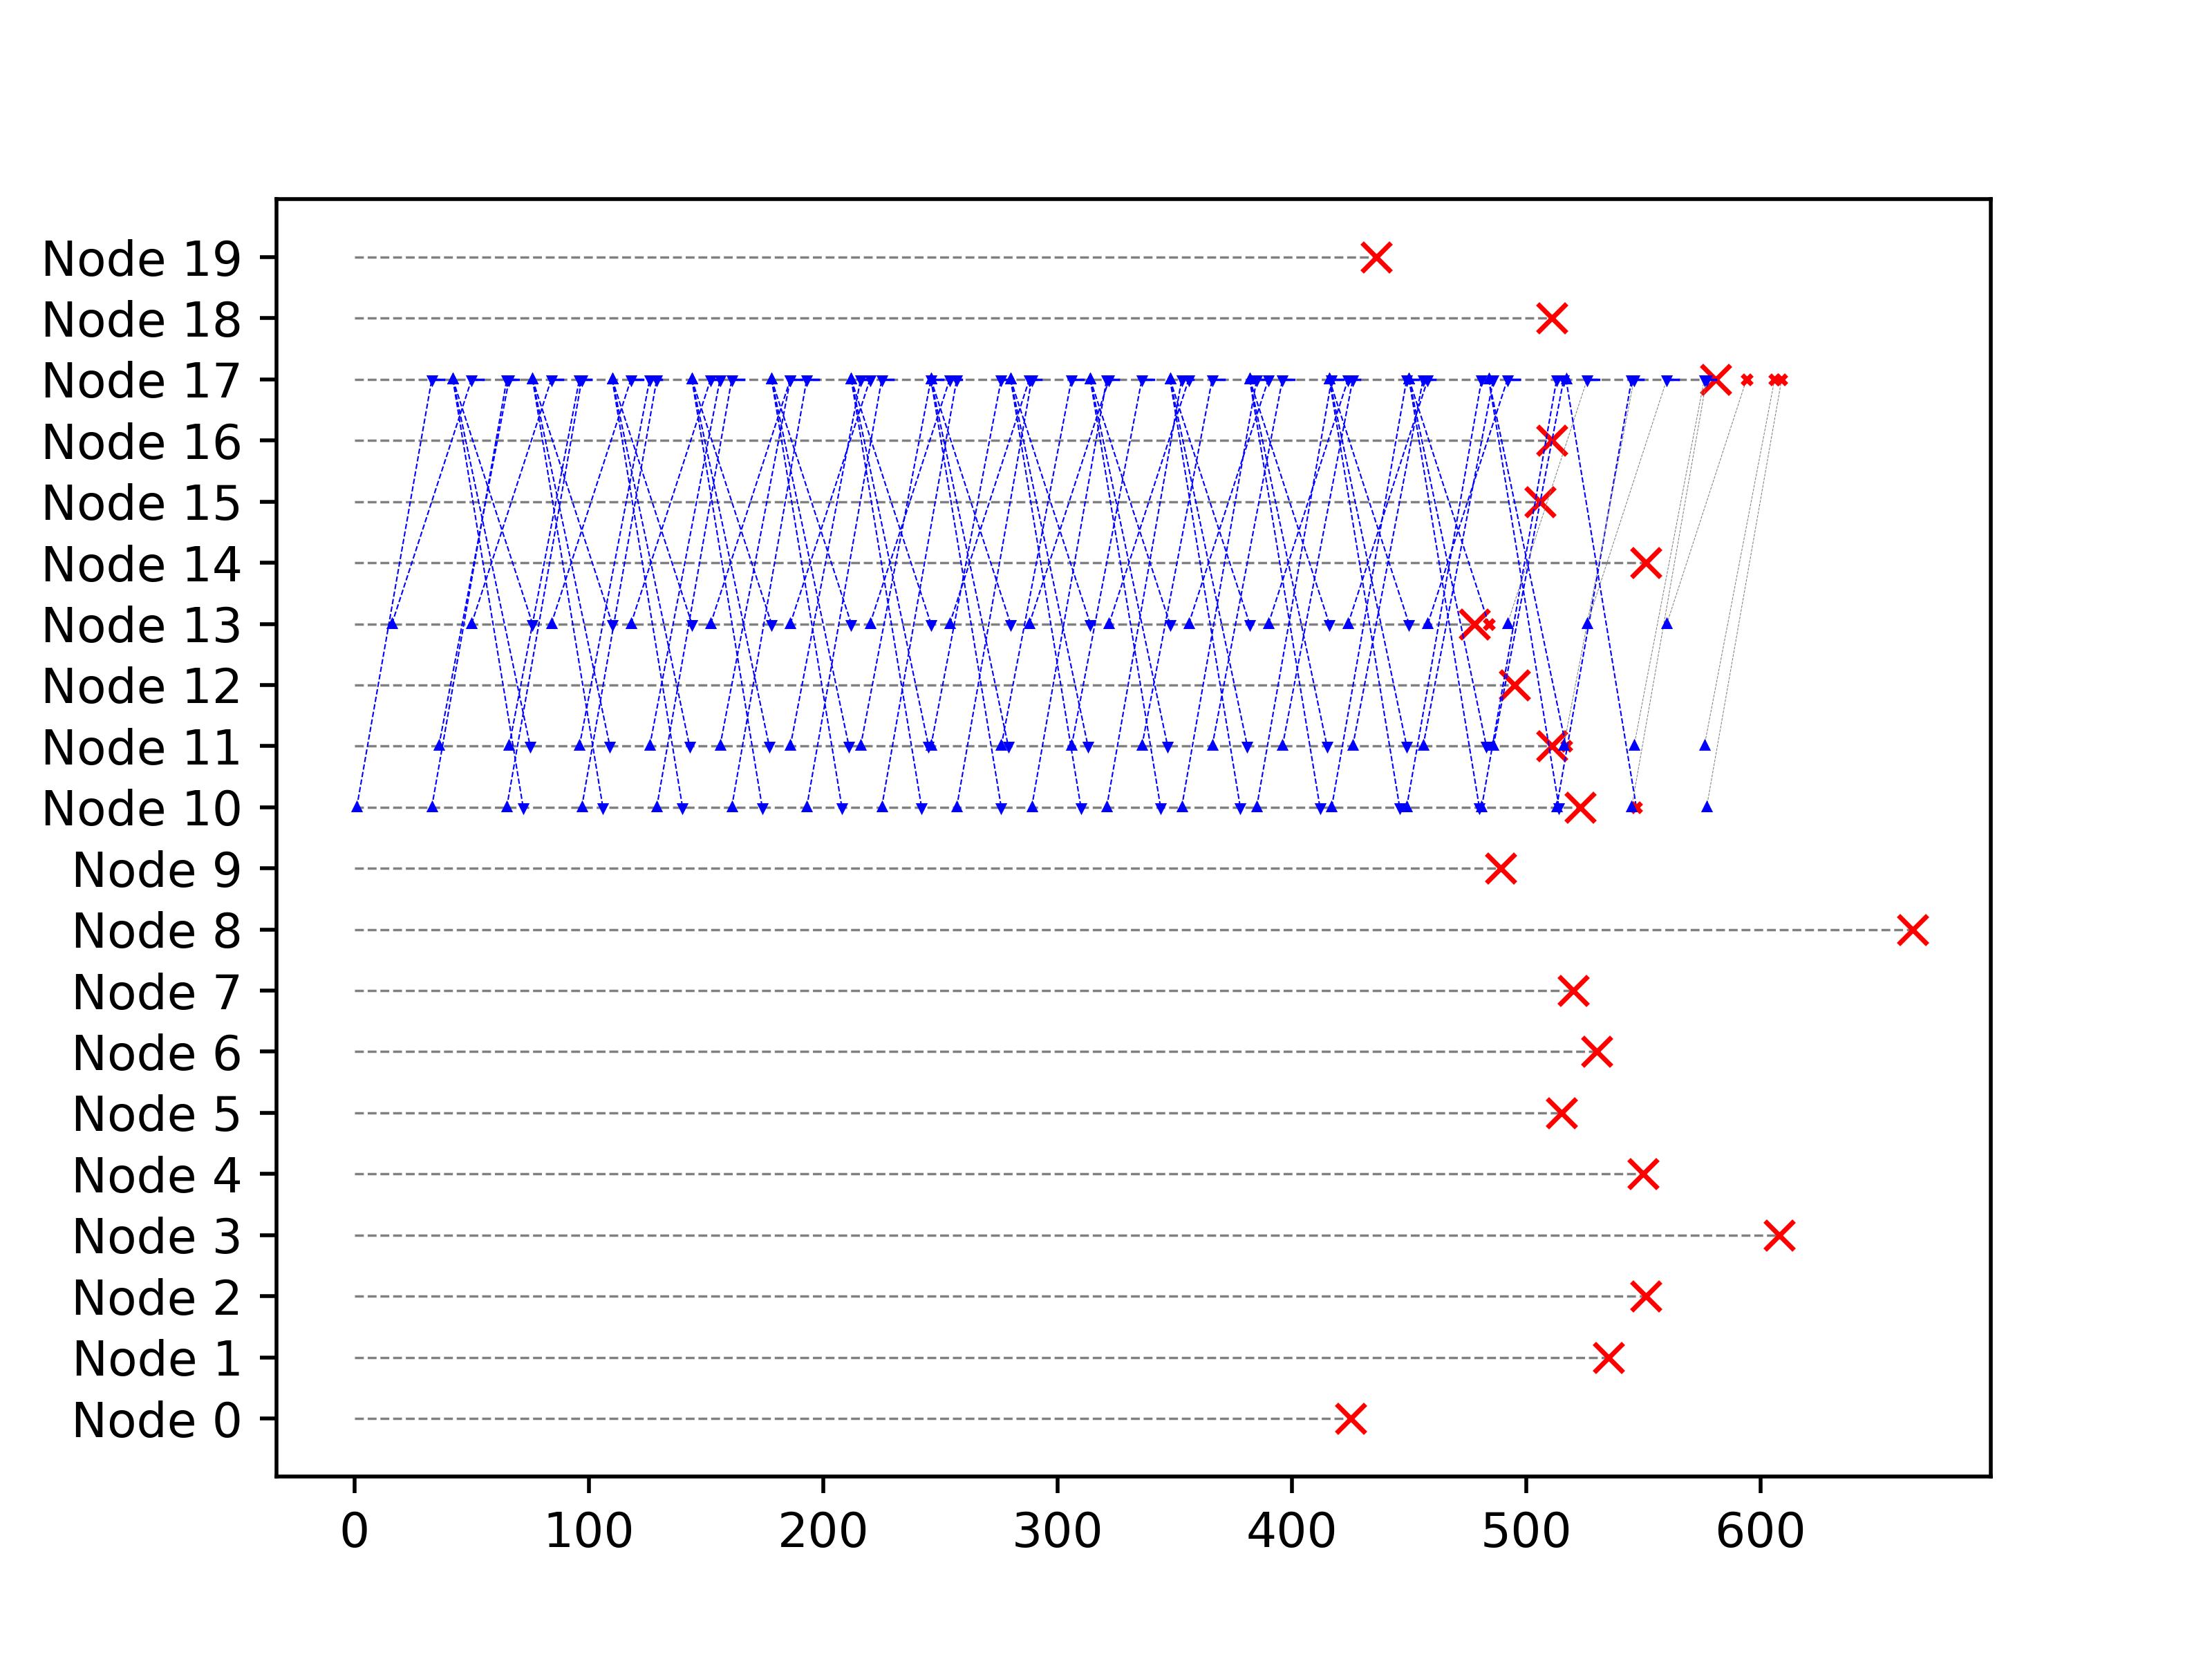 Node 19
Node 18
Node 17
Node 16
Node 15
Node 14
Node 13
Node 12
Node 11
Node 10
Node 9
Node 8
Node 7
Node 6
Node 5
Node 4
Node 3
Node 2
Node 1
Node 0
0 100 200 300 400 500 600